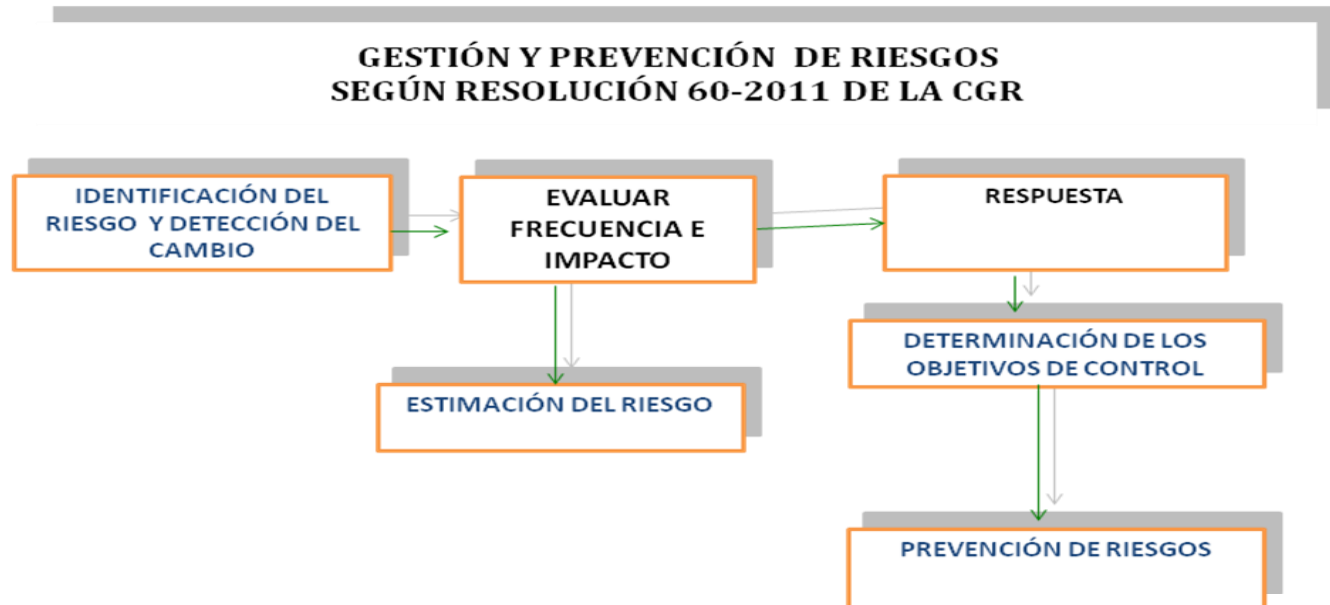 GESTIÓN Y PREVENCIÓN DE RIESGOS
SEGÚN RESOLUCIÓN 60-2011 DE LA CGR
IDENTIFICACIÓN DEL
RIESGO Y DETECCIÓN DEL
CAMBIO
EVALUAR
FRECUENCIA E
IMPACTO
RESPUESTA
ESTIMACIÓN DEL RIESGO
DETERMINACIÓN DE LOS
OBJETIVOS DE CONTROL
PREVENCIÓN DE RIESGOS